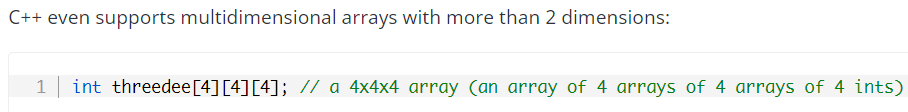 C++ even supports multidimensional arrays with more than 2 dimensions:
1 int threedee[4][4][4]; // a 4x4x4 array (an array of 4 arrays of 4 arrays of 4 ints)